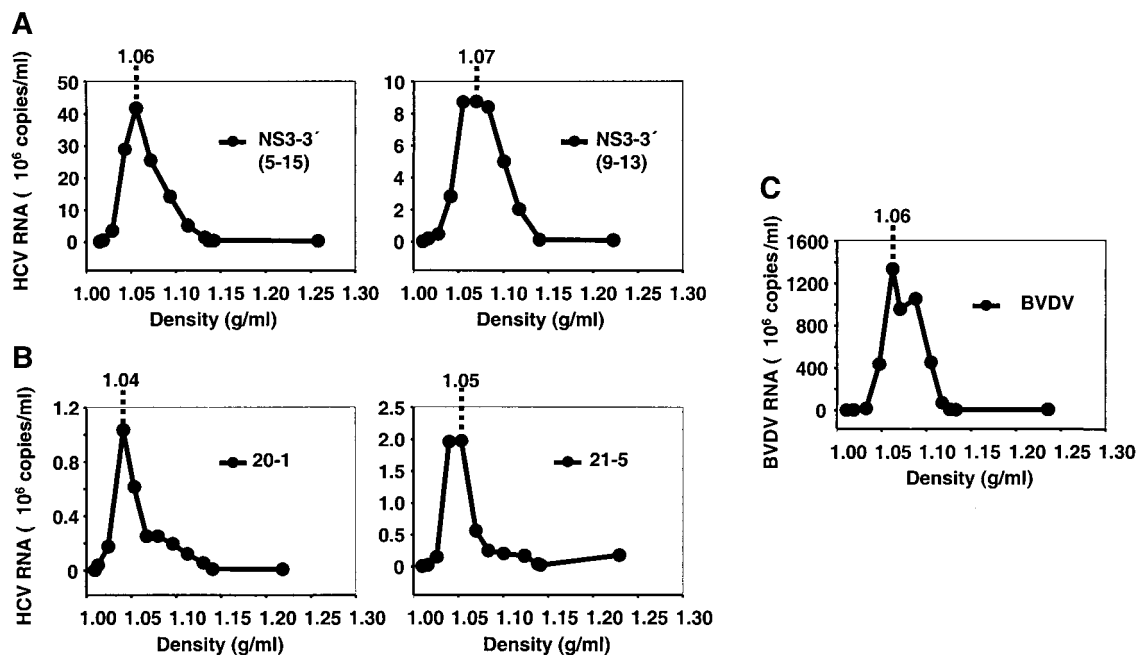 A
1.06
HCV RNA ( 10⁶ copies/ml)
50
40
30
20
10
0
NS3-3´
(5-15)
1.00 1.05 1.10 1.15 1.20 1.25 1.30
Density (g/ml)
1.07
10
8
6
4
2
0
NS3-3´
(9-13)
1.00 1.05 1.10 1.15 1.20 1.25 1.30
Density (g/ml)
B
1.04
HCV RNA ( 10⁶ copies/ml)
1.2
0.8
0.4
0
20-1
1.00 1.05 1.10 1.15 1.20 1.25 1.30
Density (g/ml)
1.05
2.5
2.0
1.5
1.0
0.5
0
21-5
1.00 1.05 1.10 1.15 1.20 1.25 1.30
Density (g/ml)
C
1.06
BVDV RNA ( 10⁶ copies/ml)
1600
1200
800
400
0
BVDV
1.00 1.05 1.10 1.15 1.20 1.25 1.30
Density (g/ml)